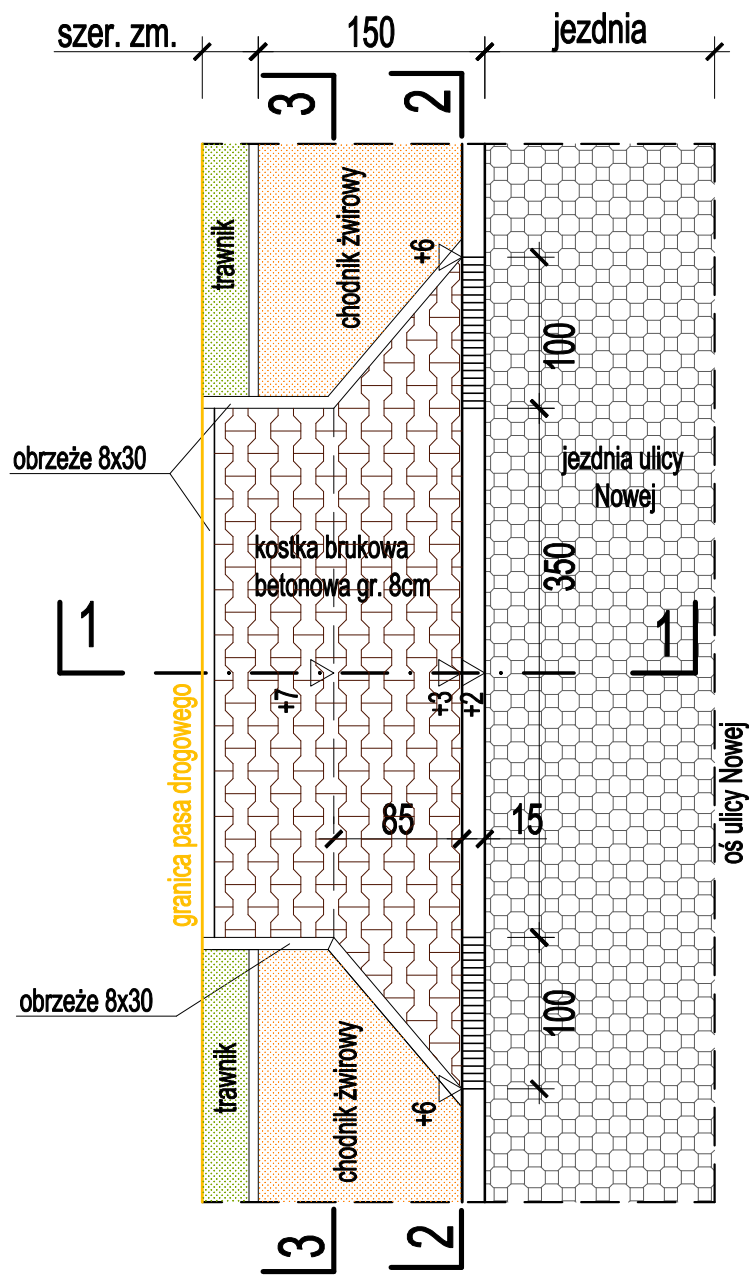 szer. zm.
150
jezdnia
3
2
trawnik
chodnik żwirowy
+6
100
obrzeże 8x30
jezdnia ulicy
Nowej
kostka brukowa
betonowa gr. 8cm
350
1
1
+7
+3
+2
granica pasa drogowego
oś ulicy Nowej
85
15
obrzeże 8x30
100
trawnik
chodnik żwirowy
+6
3
2